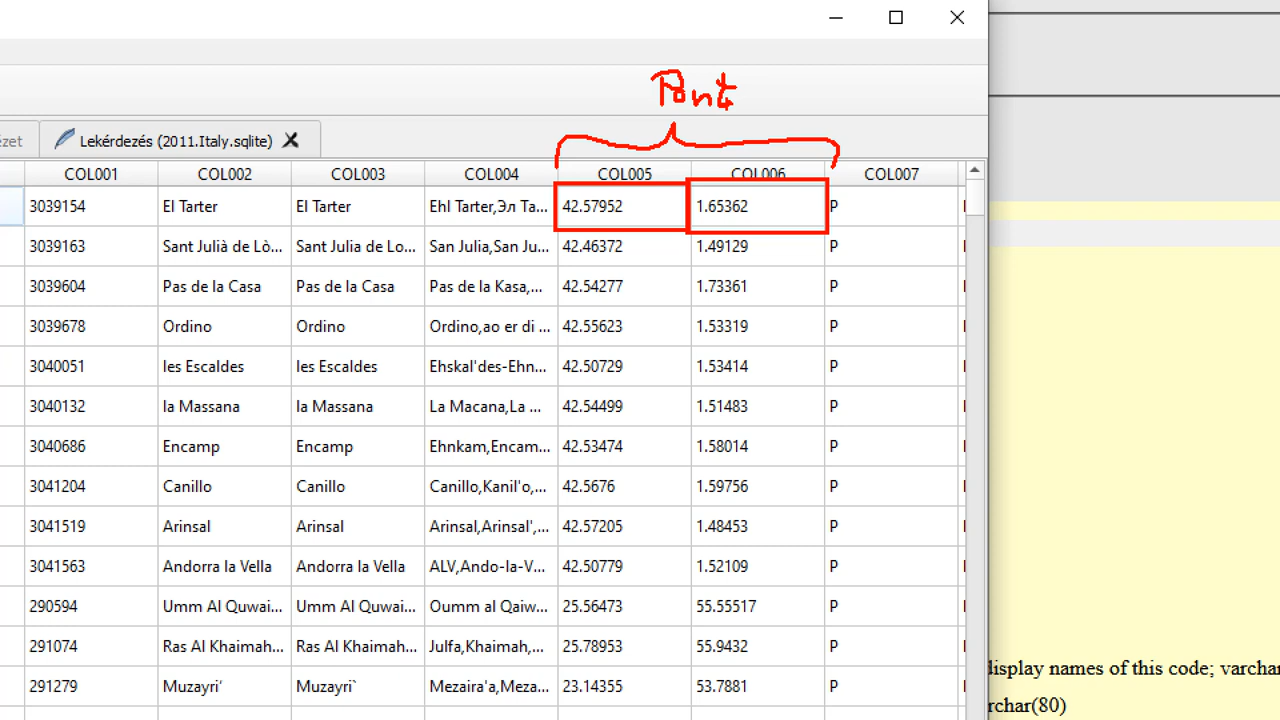 Pont
ézet Lekérdezés (2011.Italy.sqlite)
COL001 COL002 COL003 COL004 COL005 COL006 COL007
3039154 El Tarter El Tarter Ehl Tarter,Эл Та... 42.57952 1.65362 P
3039163 Sant Julià de Lò... Sant Julia de Lo... San Julia,San Ju... 42.46372 1.49129 P
3039604 Pas de la Casa Pas de la Casa Pas de la Kasa,... 42.54277 1.73361 P
3039678 Ordino Ordino Ordino,ao er di ... 42.55623 1.53319 P
3040051 les Escaldes les Escaldes Ehskal'des-Ehn... 42.50729 1.53414 P
3040132 la Massana la Massana La Macana,La ... 42.54499 1.51483 P
3040686 Encamp Encamp Ehnkam,Encam... 42.53474 1.58014 P
3041204 Canillo Canillo Canillo,Kanil'o,... 42.5676 1.59756 P
3041519 Arinsal Arinsal Arinsal,Arinsal',... 42.57205 1.48453 P
3041563 Andorra la Vella Andorra la Vella ALV,Ando-la-V... 42.50779 1.52109 P
290594 Umm Al Quwai... Umm Al Quwai... Oumm al Qaiw... 25.56473 55.55517 P
291074 Ras Al Khaimah... Ras Al Khaimah... Julfa,Khaimah,... 25.78953 55.9432 P
291279 Muzayri‘ Muzayri` Mezaira'a,Meza... 23.14355 53.7881 P
display names of this code; varchar
rchar(80)